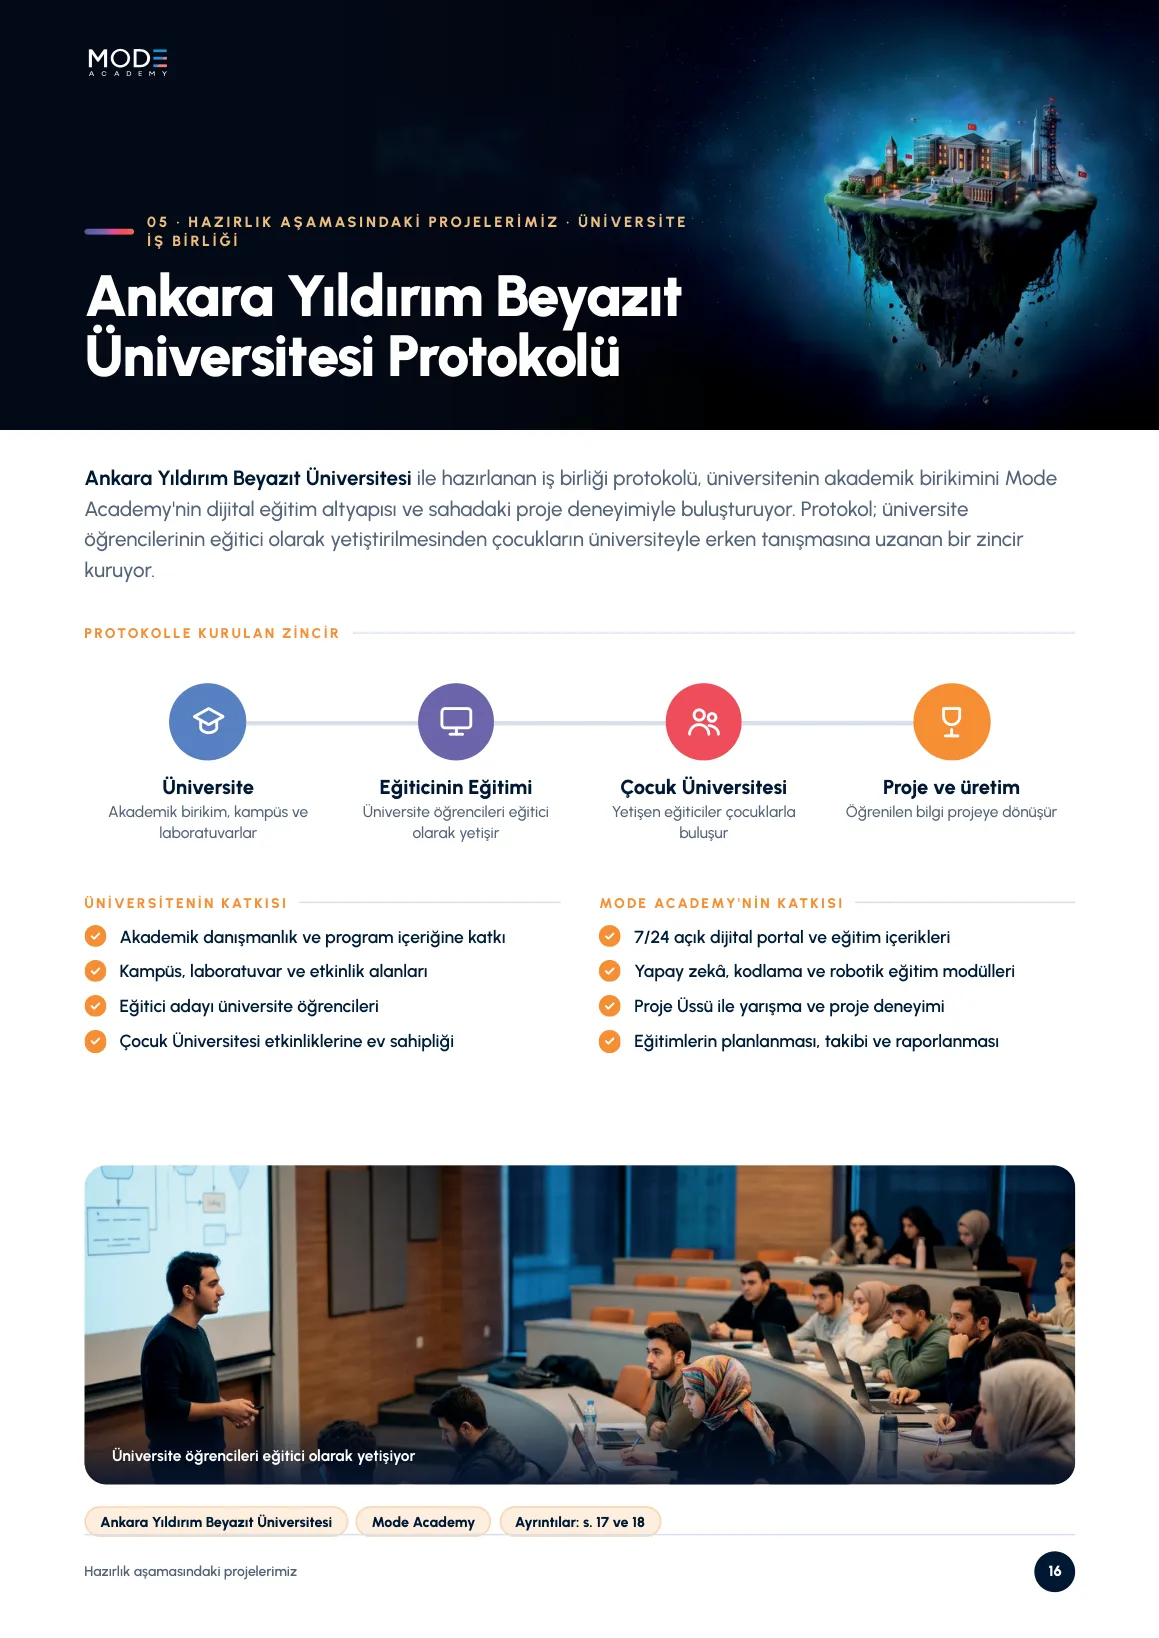 MODE
ACADEMY
05 · HAZIRLIK AŞAMASINDAKİ PROJELERİMİZ · ÜNİVERSİTE
İŞ BİRLİĞİ
Ankara Yıldırım Beyazıt
Üniversitesi Protokolü
Ankara Yıldırım Beyazıt Üniversitesi ile hazırlanan iş birliği protokolü, üniversitenin akademik birikimini Mode
Academy'nin dijital eğitim altyapısı ve sahadaki proje deneyimiyle buluşturuyor. Protokol; üniversite
öğrencilerinin eğitici olarak yetiştirilmesinden çocukların üniversiteyle erken tanışmasına uzanan bir zincir
kuruyor.
PROTOKOLLE KURULAN ZİNCİR
Üniversite
Akademik birikim, kampüs ve
laboratuvarlar
Eğiticinin Eğitimi
Üniversite öğrencileri eğitici
olarak yetişir
Çocuk Üniversitesi
Yetişen eğiticiler çocuklarla
buluşur
Proje ve üretim
Öğrenilen bilgi projeye dönüşür
ÜNİVERSİTENİN KATKISI
Akademik danışmanlık ve program içeriğine katkı
Kampüs, laboratuvar ve etkinlik alanları
Eğitici adayı üniversite öğrencileri
Çocuk Üniversitesi etkinliklerine ev sahipliği
MODE ACADEMY'NİN KATKISI
7/24 açık dijital portal ve eğitim içerikleri
Yapay zekâ, kodlama ve robotik eğitim modülleri
Proje Üssü ile yarışma ve proje deneyimi
Eğitimlerin planlanması, takibi ve raporlanması
Üniversite öğrencileri eğitici olarak yetişiyor
Ankara Yıldırım Beyazıt Üniversitesi
Mode Academy
Ayrıntılar: s. 17 ve 18
Hazırlık aşamasındaki projelerimiz
16